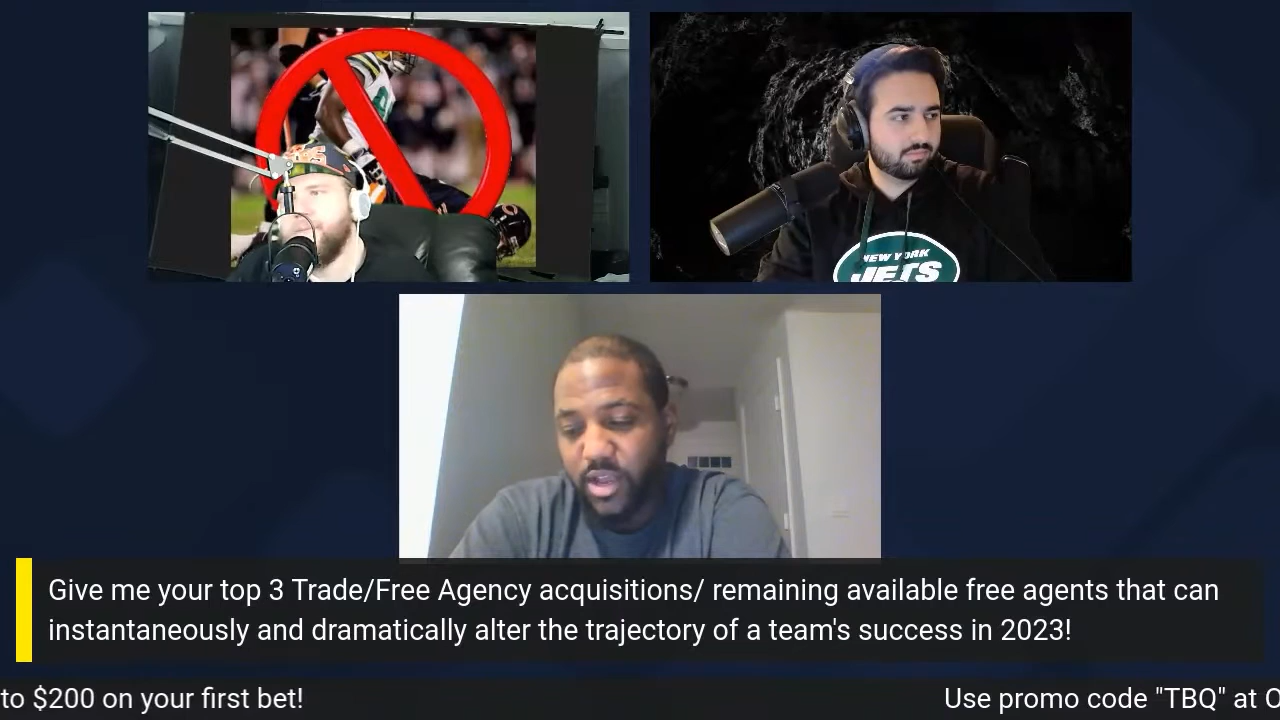 NEW YORK
JETS
Give me your top 3 Trade/Free Agency acquisitions/ remaining available free agents that can
instantaneously and dramatically alter the trajectory of a team's success in 2023!
to $200 on your first bet!
Use promo code "TBQ" at